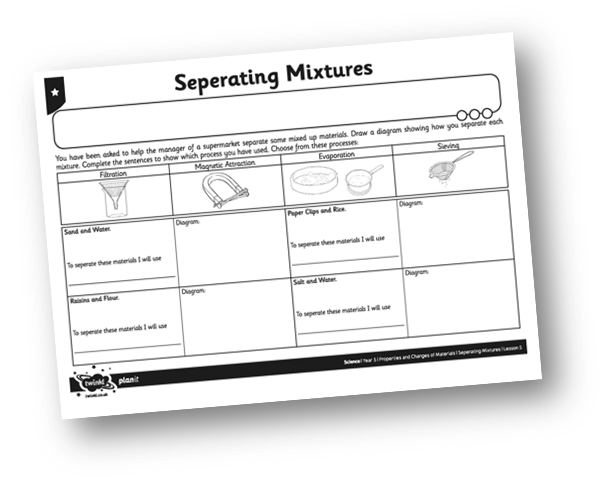 Seperating Mixtures
You have been asked to help the manager of a supermarket separate some mixed up materials. Draw a diagram showing how you separate each
mixture. Complete the sentences to show which process you have used. Choose from these processes:
Filtration
Magnetic Attraction
Evaporation
Sieving
Sand and Water.
To seperate these materials I will use
Diagram:
Paper Clips and Rice.
To seperate these materials I will use
Diagram:
Raisins and Flour.
To seperate these materials I will use
Diagram:
Salt and Water.
To seperate these materials I will use
Diagram:
twinkl planit
twinkl.co.uk
Science | Year 5 | Properties and Changes of Materials | Seperating Mixtures | Lesson 5